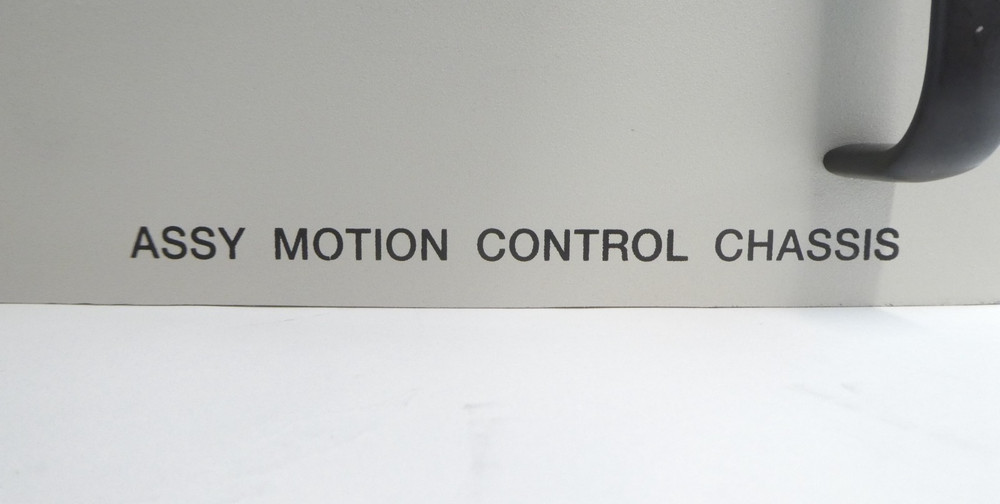 ASSY MOTION CONTROL CHASSIS